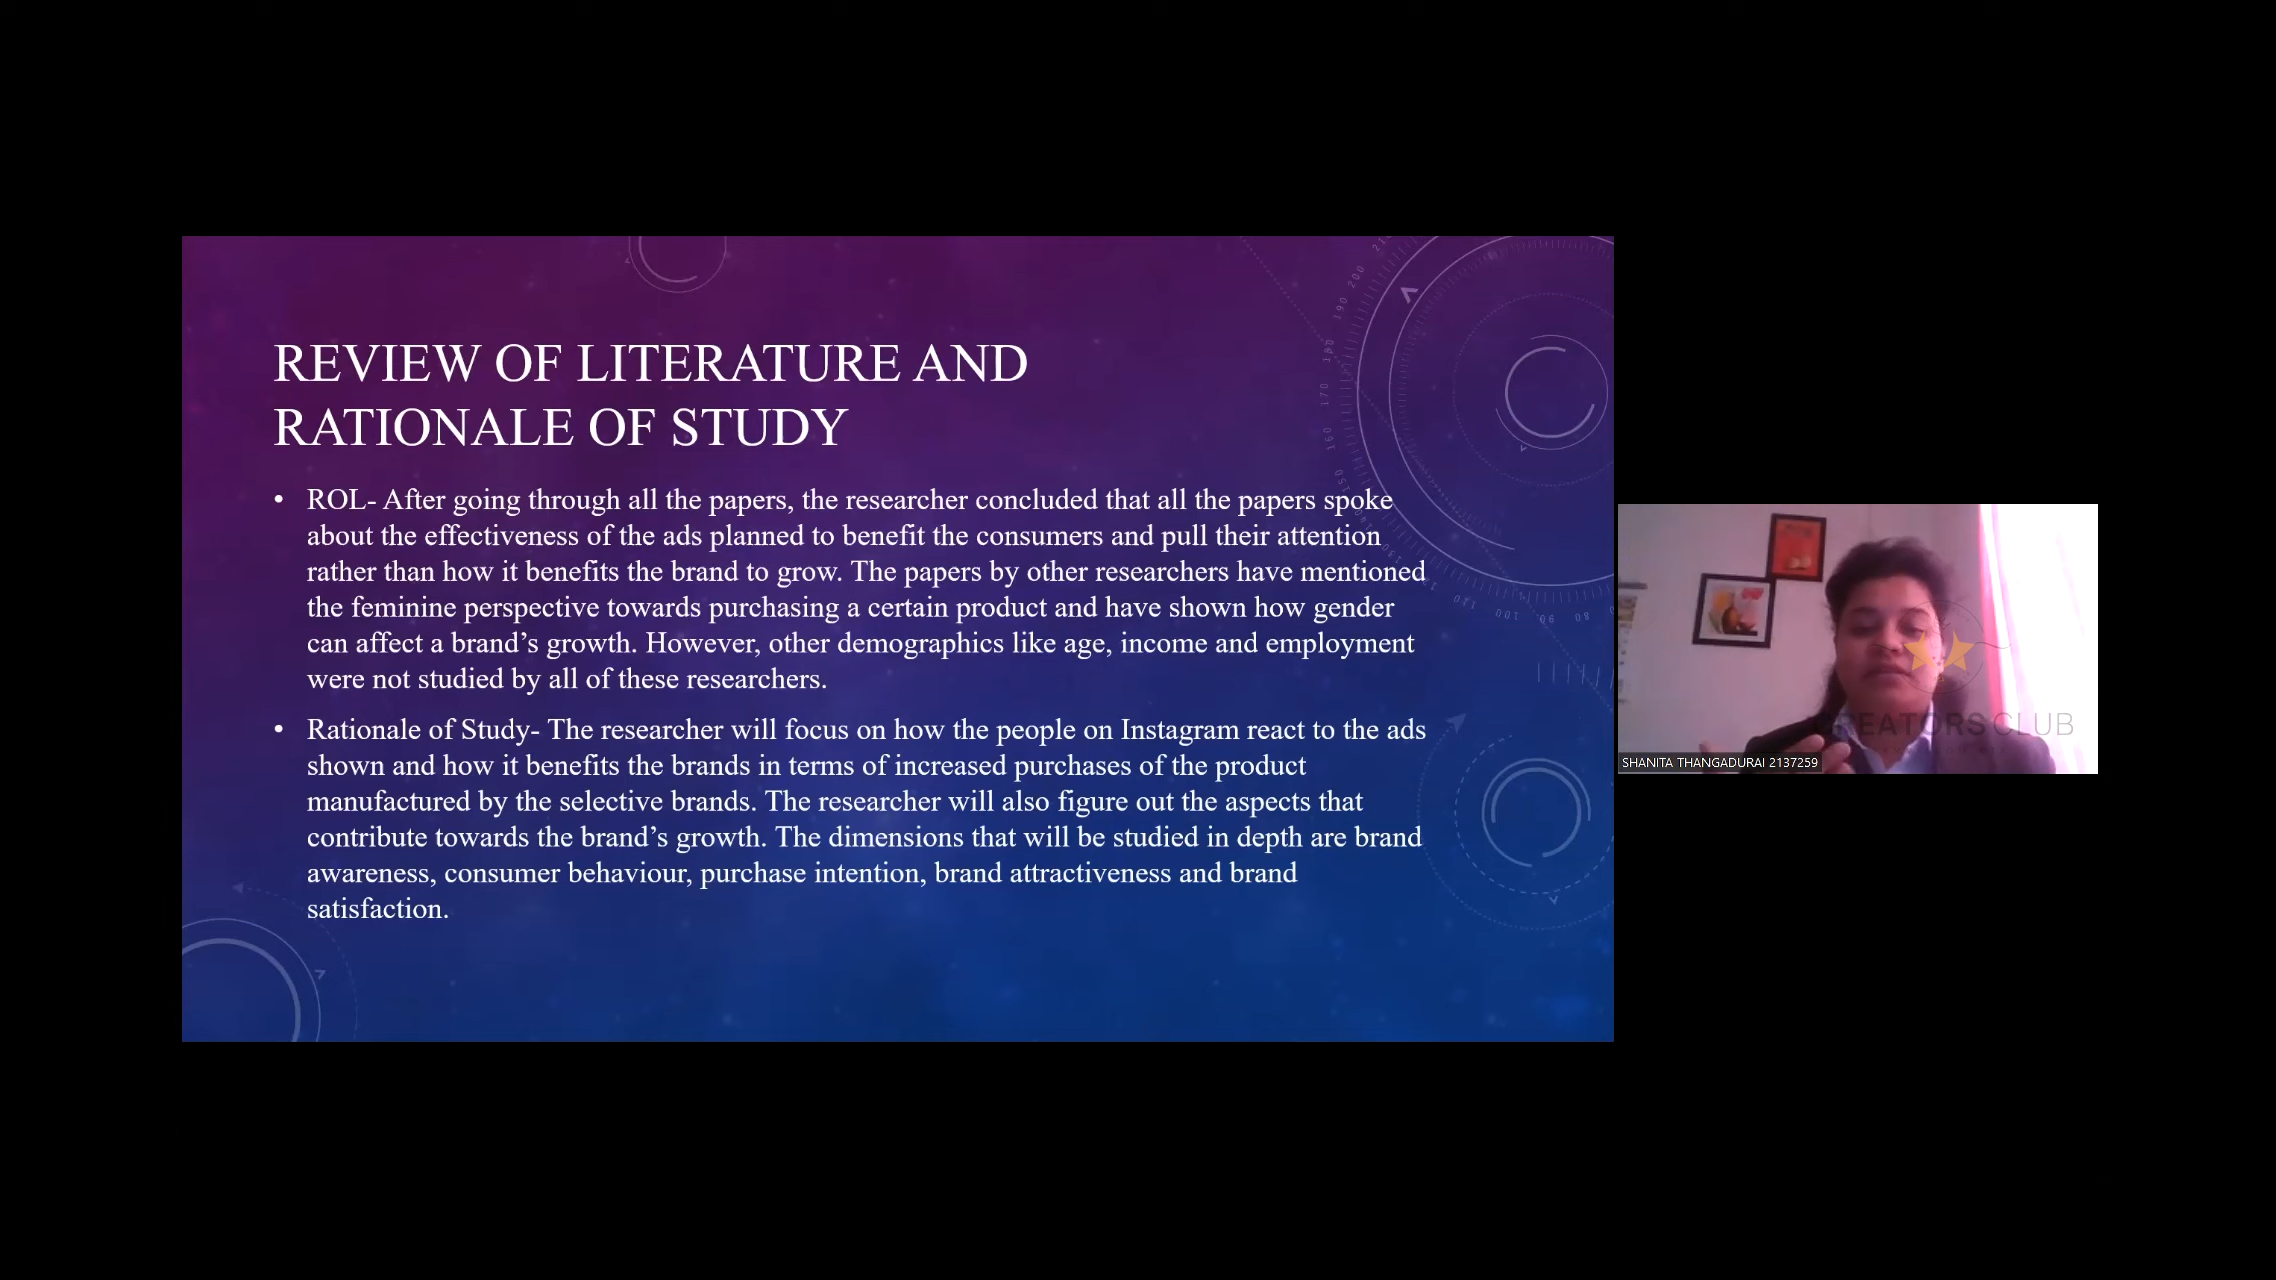 REVIEW OF LITERATURE AND
RATIONALE OF STUDY
• ROL- After going through all the papers, the researcher concluded that all the papers spoke
about the effectiveness of the ads planned to benefit the consumers and pull their attention
rather than how it benefits the brand to grow. The papers by other researchers have mentioned
the feminine perspective towards purchasing a certain product and have shown how gender
can affect a brand’s growth. However, other demographics like age, income and employment
were not studied by all of these researchers.
• Rationale of Study- The researcher will focus on how the people on Instagram react to the ads
shown and how it benefits the brands in terms of increased purchases of the product
manufactured by the selective brands. The researcher will also figure out the aspects that
contribute towards the brand’s growth. The dimensions that will be studied in depth are brand
awareness, consumer behaviour, purchase intention, brand attractiveness and brand
satisfaction.
CREATORS CLUB
SHANITA THANGADURAI 2137259